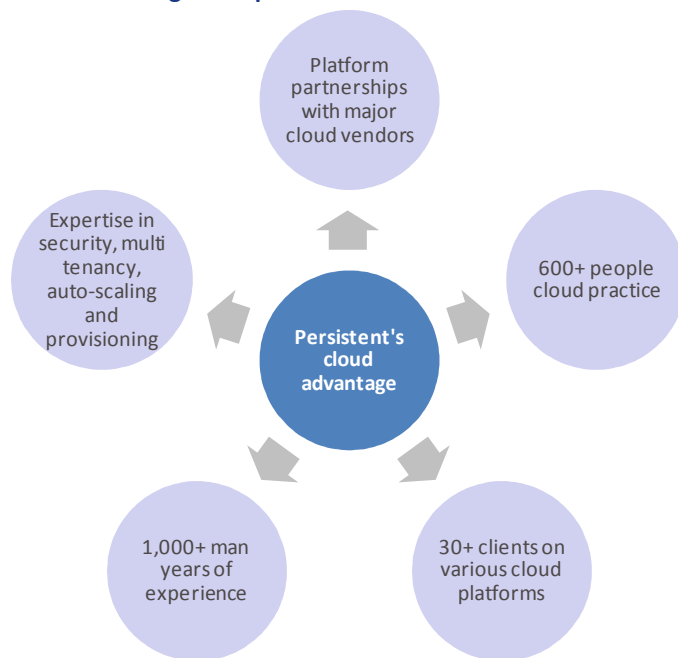 Platform
partnerships
with major
cloud vendors
Expertise in
security, multi
tenancy,
auto-scaling
and
provisioning
600+ people
cloud practice
Persistent's
cloud
advantage
1,000+ man
years of
experience
30+ clients on
various cloud
platforms